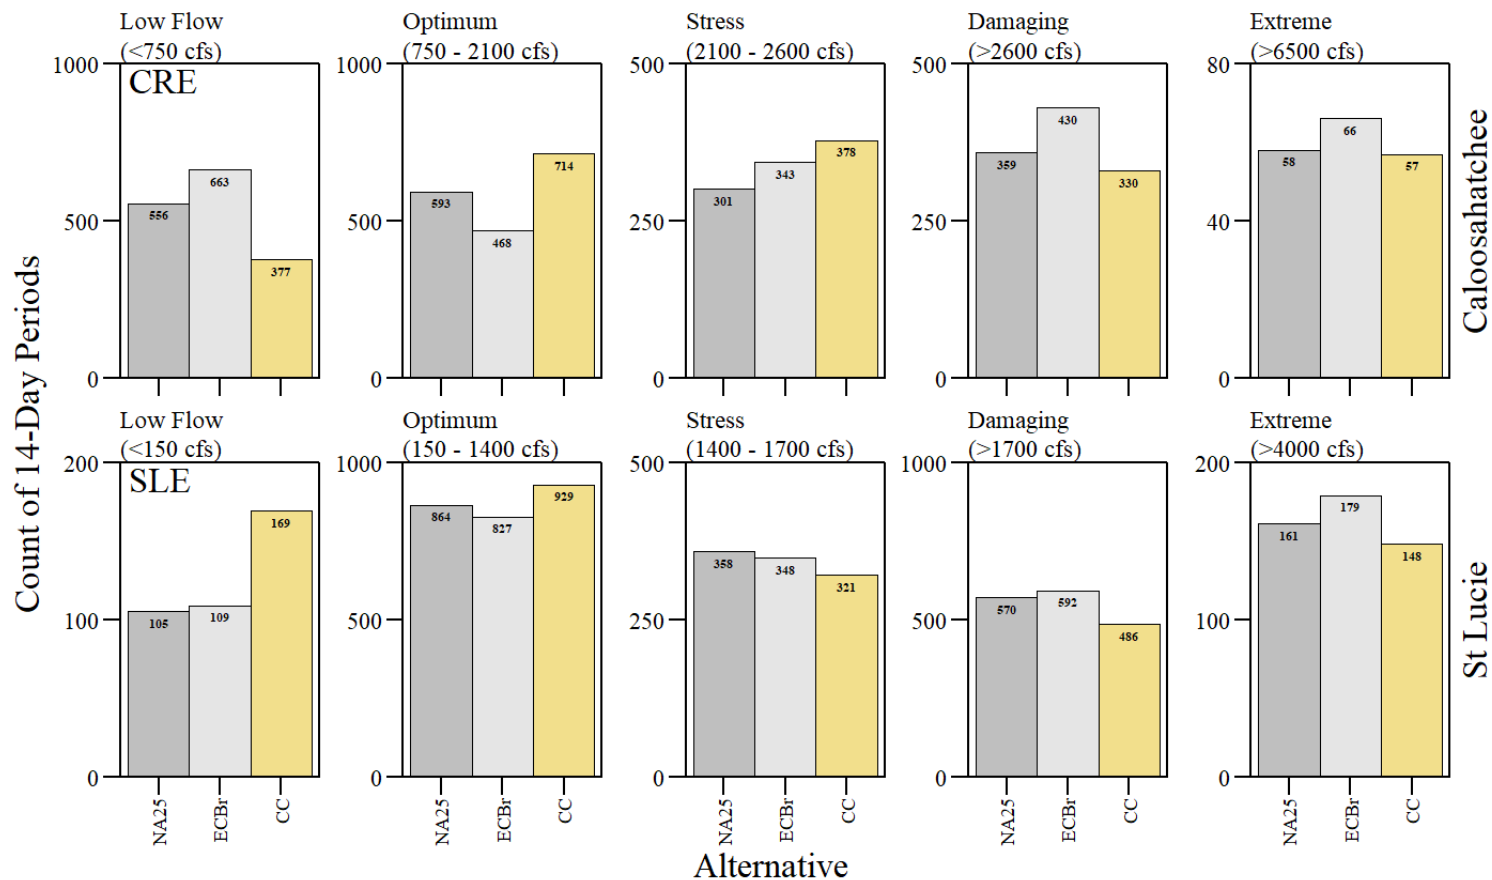 Low Flow
(<750 cfs)
Optimum
(750 - 2100 cfs)
Stress
(2100 - 2600 cfs)
Damaging
(>2600 cfs)
Extreme
(>6500 cfs)
1000
500
0
CRE
556
663
377
1000
500
0
593
468
714
500
250
0
301
343
378
500
250
0
359
430
330
80
40
0
58
66
57
Caloosahatchee
Count of 14-Day Periods
Low Flow
(<150 cfs)
Optimum
(150 - 1400 cfs)
Stress
(1400 - 1700 cfs)
Damaging
(>1700 cfs)
Extreme
(>4000 cfs)
200
100
0
SLE
105
109
169
1000
500
0
864
827
929
500
250
0
358
348
321
1000
500
0
570
592
486
200
100
0
161
179
148
St Lucie
NA25
ECBr
CC
NA25
ECBr
CC
NA25
ECBr
CC
NA25
ECBr
CC
NA25
ECBr
CC
Alternative